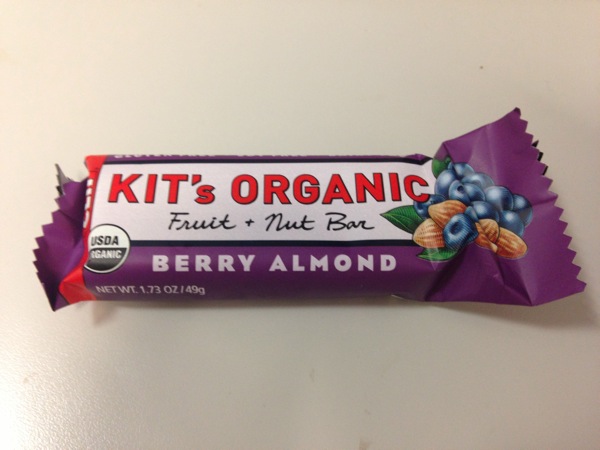 KIT's ORGANIC
Fruit + Nut Bar
USDA
ORGANIC
BERRY ALMOND
NET WT. 1.73 OZ / 49g